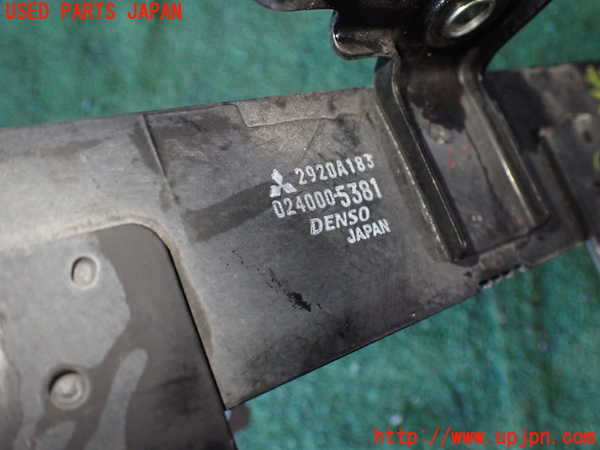 USED PARTS JAPAN
2920A183
024000-5381
DENSO
JAPAN
http://www.upjpn.com/